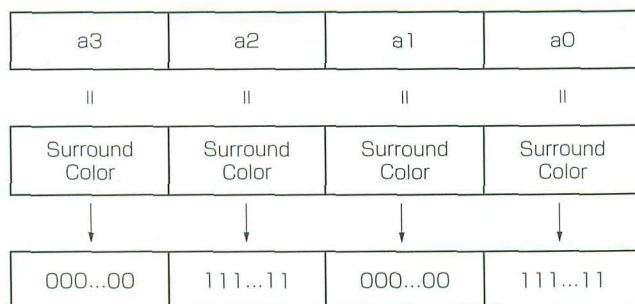 a3 a2 a1 a0
= = = =
Surround Color Surround Color Surround Color Surround Color
000...00 111...11 000...00 111...11